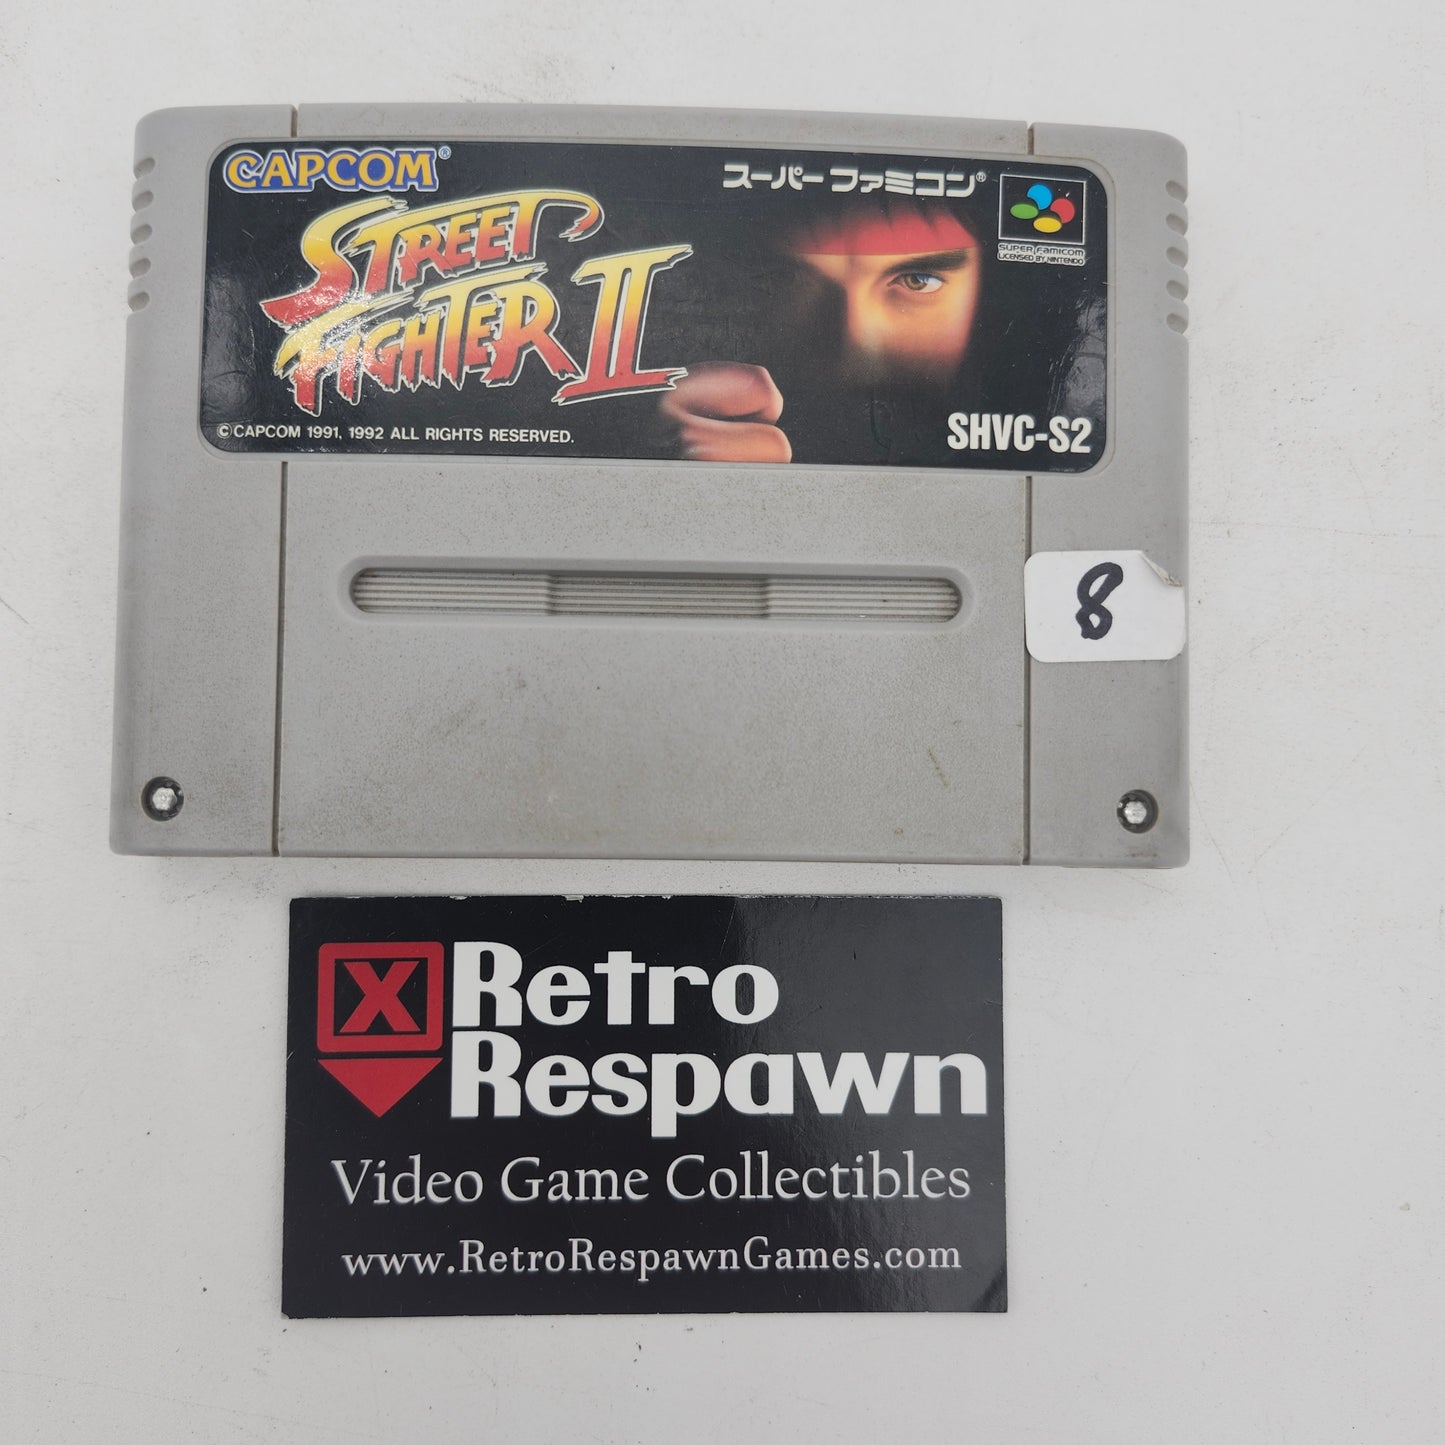 CAPCOM®
スーパーファミコン®
STREET
FIGHTER II
SUPER FAMICOM
LICENSED BY NINTENDO
©CAPCOM 1991, 1992 ALL RIGHTS RESERVED.
SHVC-S2
8
X Retro
Respawn
Video Game Collectibles
www.RetroRespawnGames.com